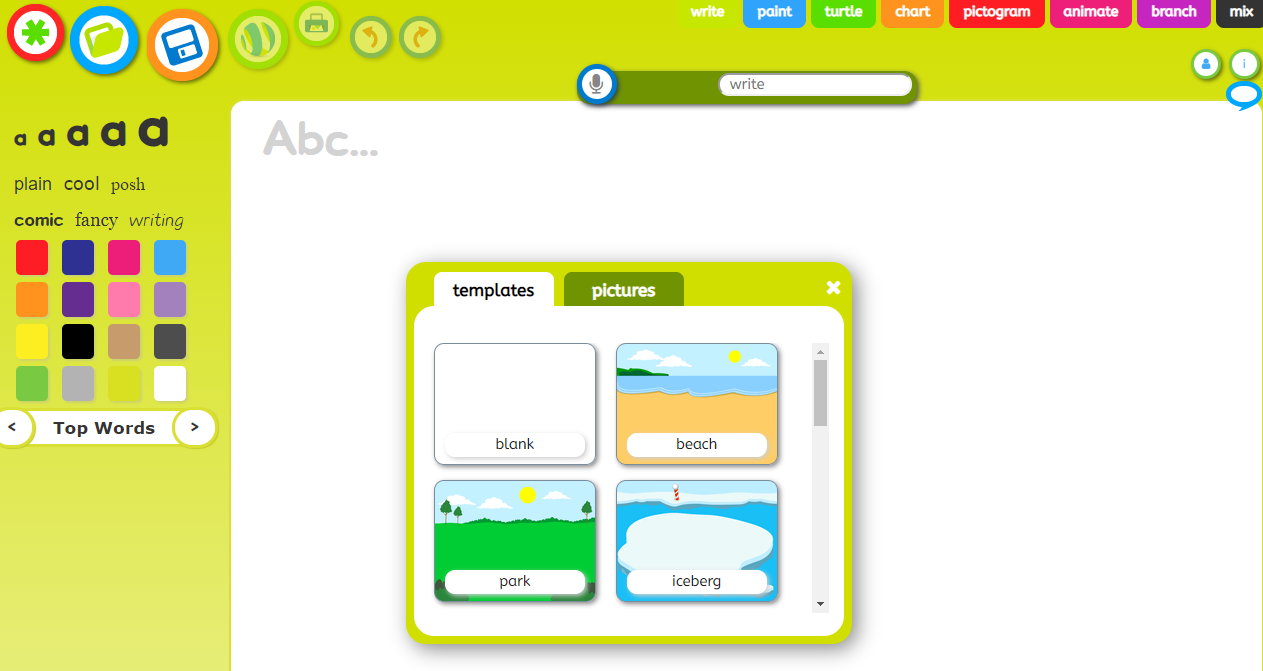 write paint turtle chart pictogram animate branch mix
i
write
a a a a a
Abc...
plain cool posh
comic fancy writing
templates pictures
< Top Words >
blank beach
park iceberg